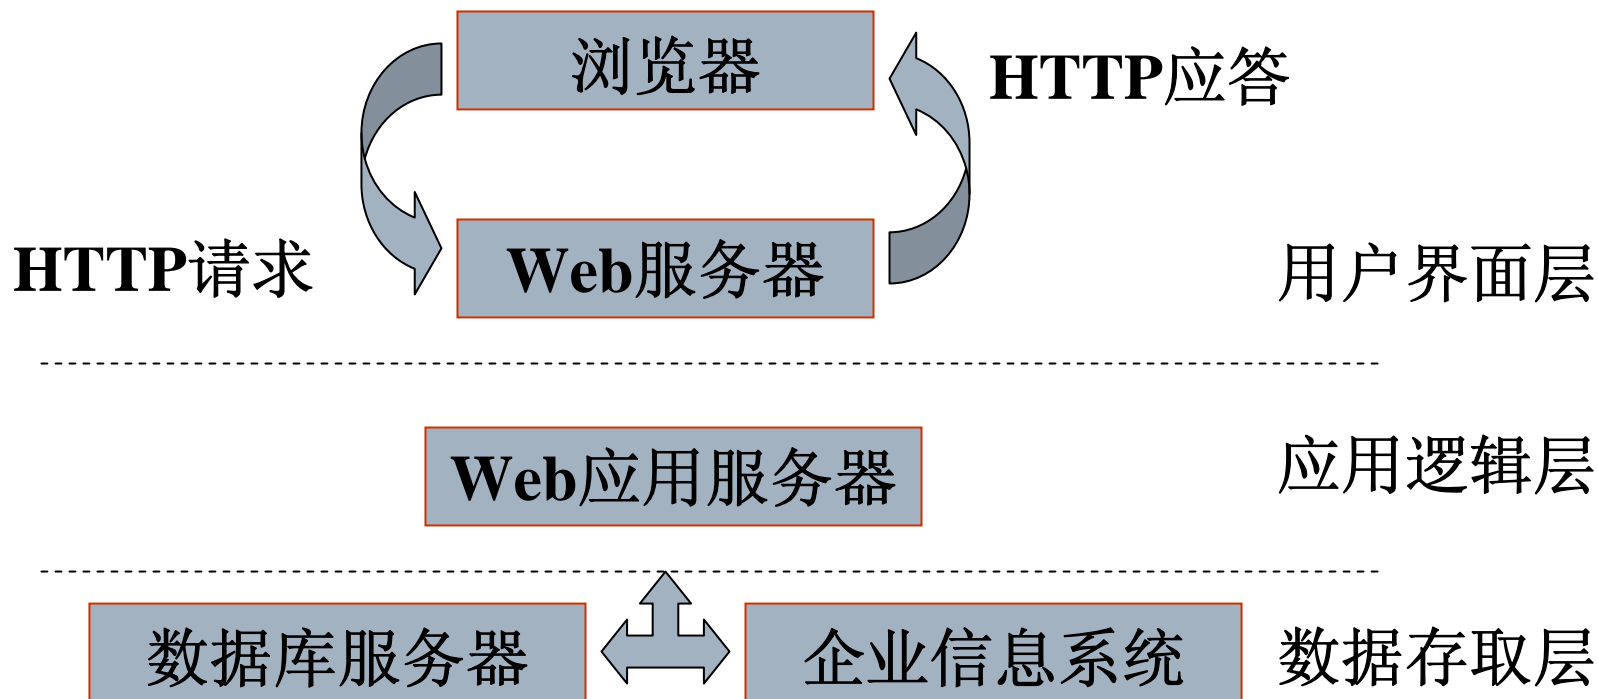 浏览器
HTTP应答
HTTP请求
Web服务器
用户界面层
Web应用服务器
应用逻辑层
数据库服务器
企业信息系统
数据存取层